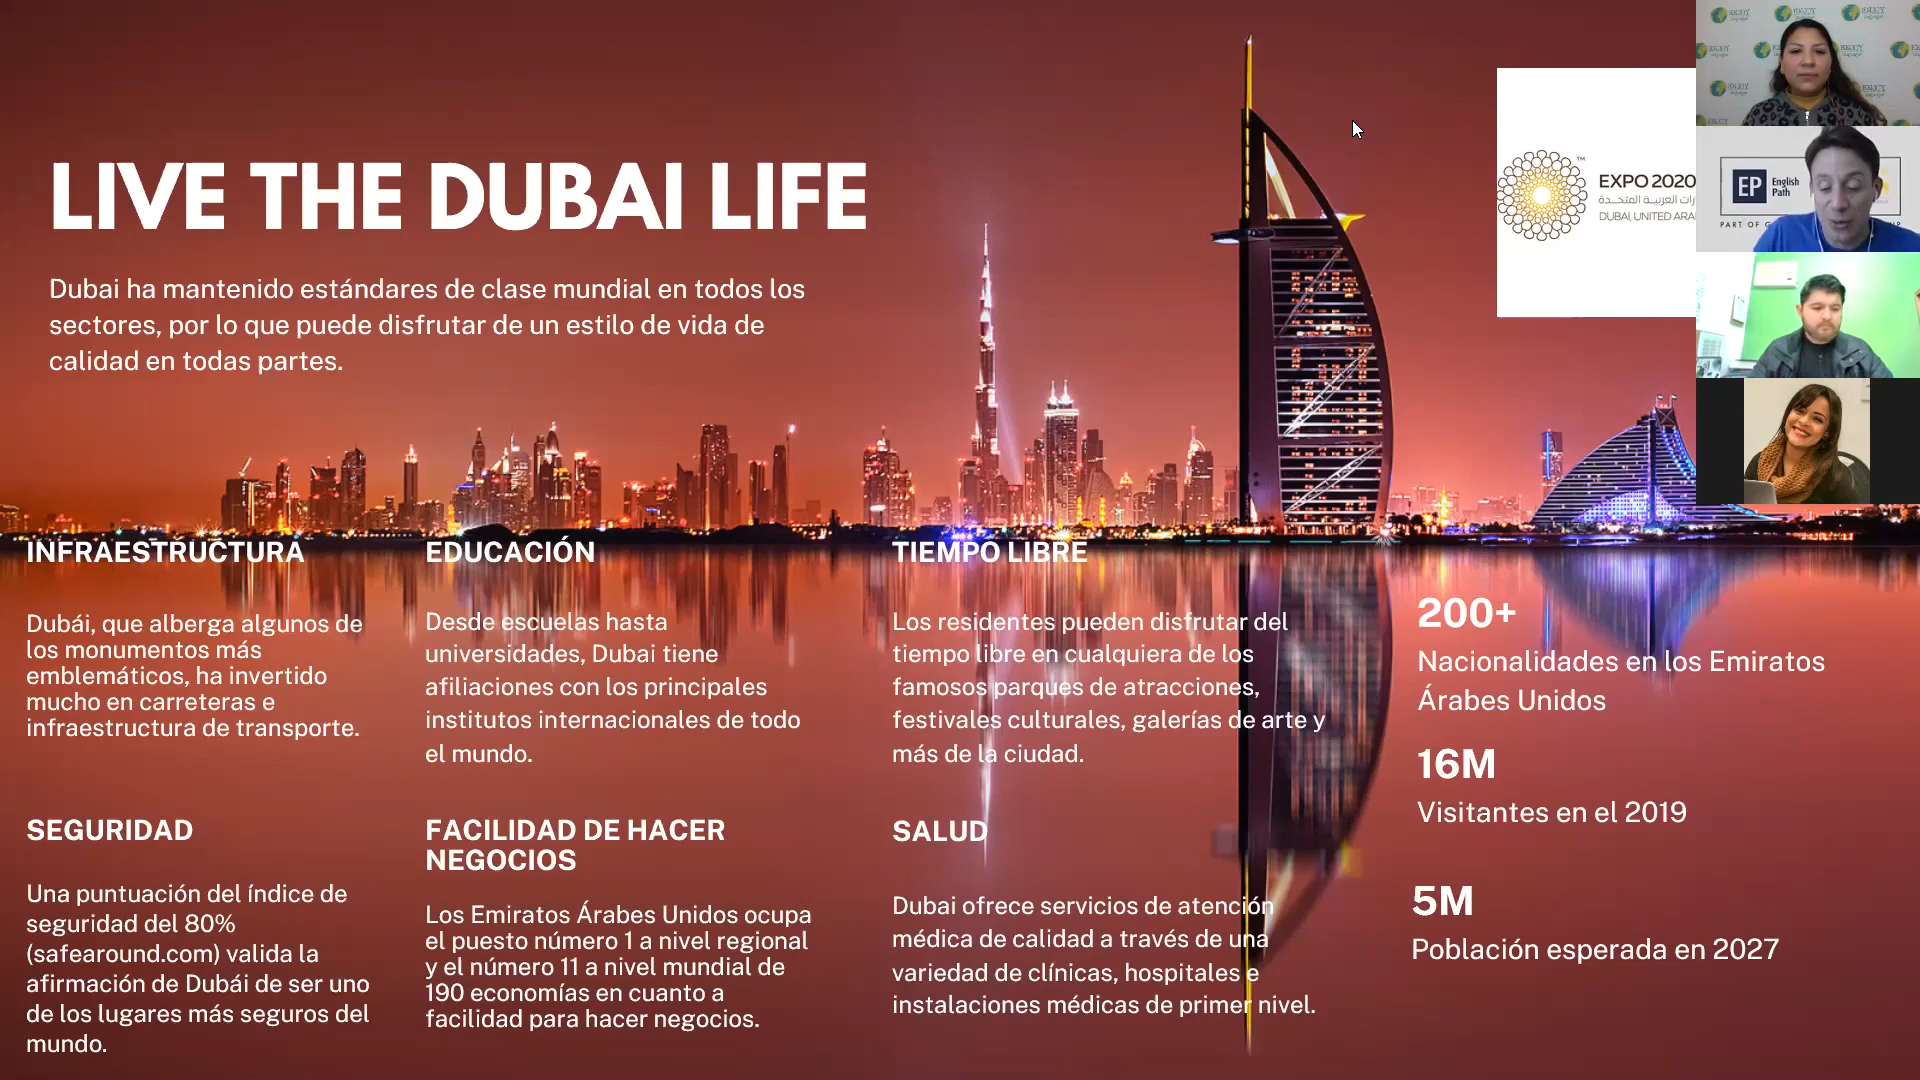 LIVE THE DUBAI LIFE
Dubai ha mantenido estándares de clase mundial en todos los
sectores, por lo que puede disfrutar de un estilo de vida de
calidad en todas partes.
EXPO 2020
DUBAI, UNITED ARA
EP English
Path
PART OF G
INFRAESTRUCTURA
Dubái, que alberga algunos de
los monumentos más
emblemáticos, ha invertido
mucho en carreteras e
infraestructura de transporte.
EDUCACIÓN
Desde escuelas hasta
universidades, Dubai tiene
afiliaciones con los principales
institutos internacionales de todo
el mundo.
TIEMPO LIBRE
Los residentes pueden disfrutar del
tiempo libre en cualquiera de los
famosos parques de atracciones,
festivales culturales, galerías de arte y
más de la ciudad.
200+
Nacionalidades en los Emiratos
Árabes Unidos
16M
Visitantes en el 2019
5M
Población esperada en 2027
SEGURIDAD
Una puntuación del índice de
seguridad del 80%
(safearound.com) valida la
afirmación de Dubái de ser uno
de los lugares más seguros del
mundo.
FACILIDAD DE HACER
NEGOCIOS
Los Emiratos Árabes Unidos ocupa
el puesto número 1 a nivel regional
y el número 11 a nivel mundial de
190 economías en cuanto a
facilidad para hacer negocios.
SALUD
Dubai ofrece servicios de atención
médica de calidad a través de una
variedad de clínicas, hospitales e
instalaciones médicas de primer nivel.